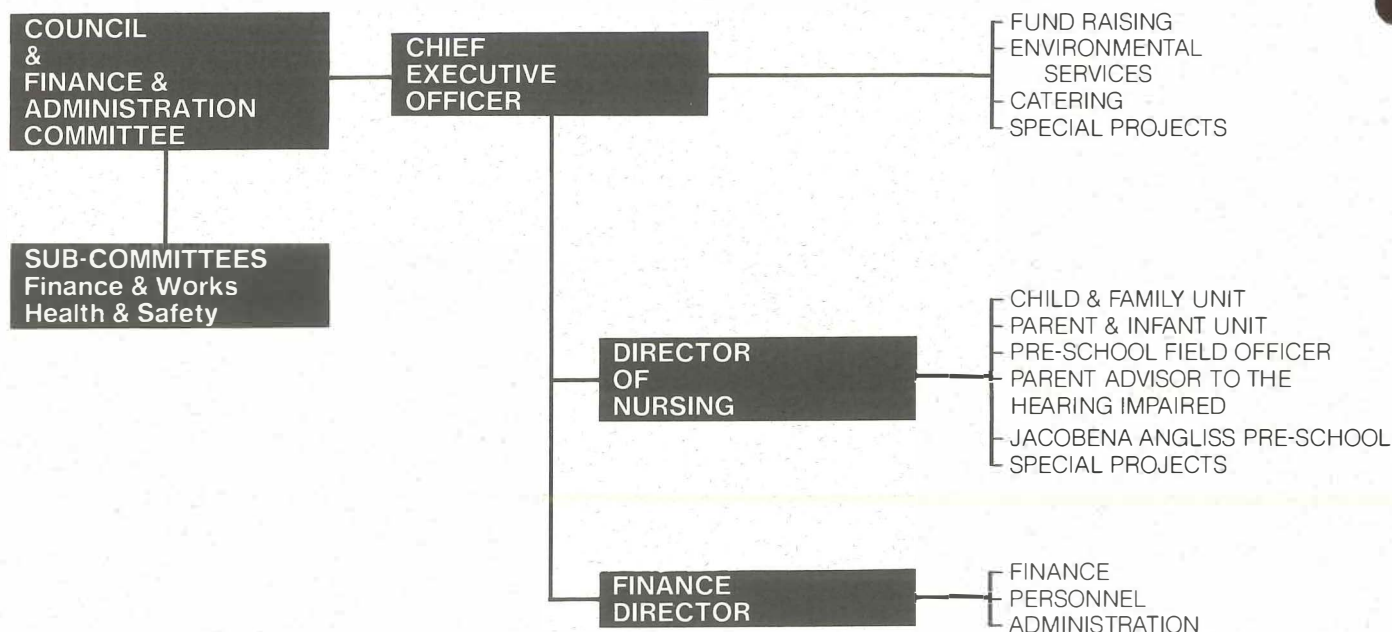 COUNCIL
&
FINANCE &
ADMINISTRATION
COMMITTEE
CHIEF
EXECUTIVE
OFFICER
FUND RAISING
ENVIRONMENTAL
SERVICES
CATERING
SPECIAL PROJECTS
SUB-COMMITTEES
Finance & Works
Health & Safety
DIRECTOR
OF
NURSING
CHILD & FAMILY UNIT
PARENT & INFANT UNIT
PRE-SCHOOL FIELD OFFICER
PARENT ADVISOR TO THE
HEARING IMPAIRED
JACOBENA ANGLISS PRE-SCHOOL
SPECIAL PROJECTS
FINANCE
DIRECTOR
FINANCE
PERSONNEL
ADMINISTRATION